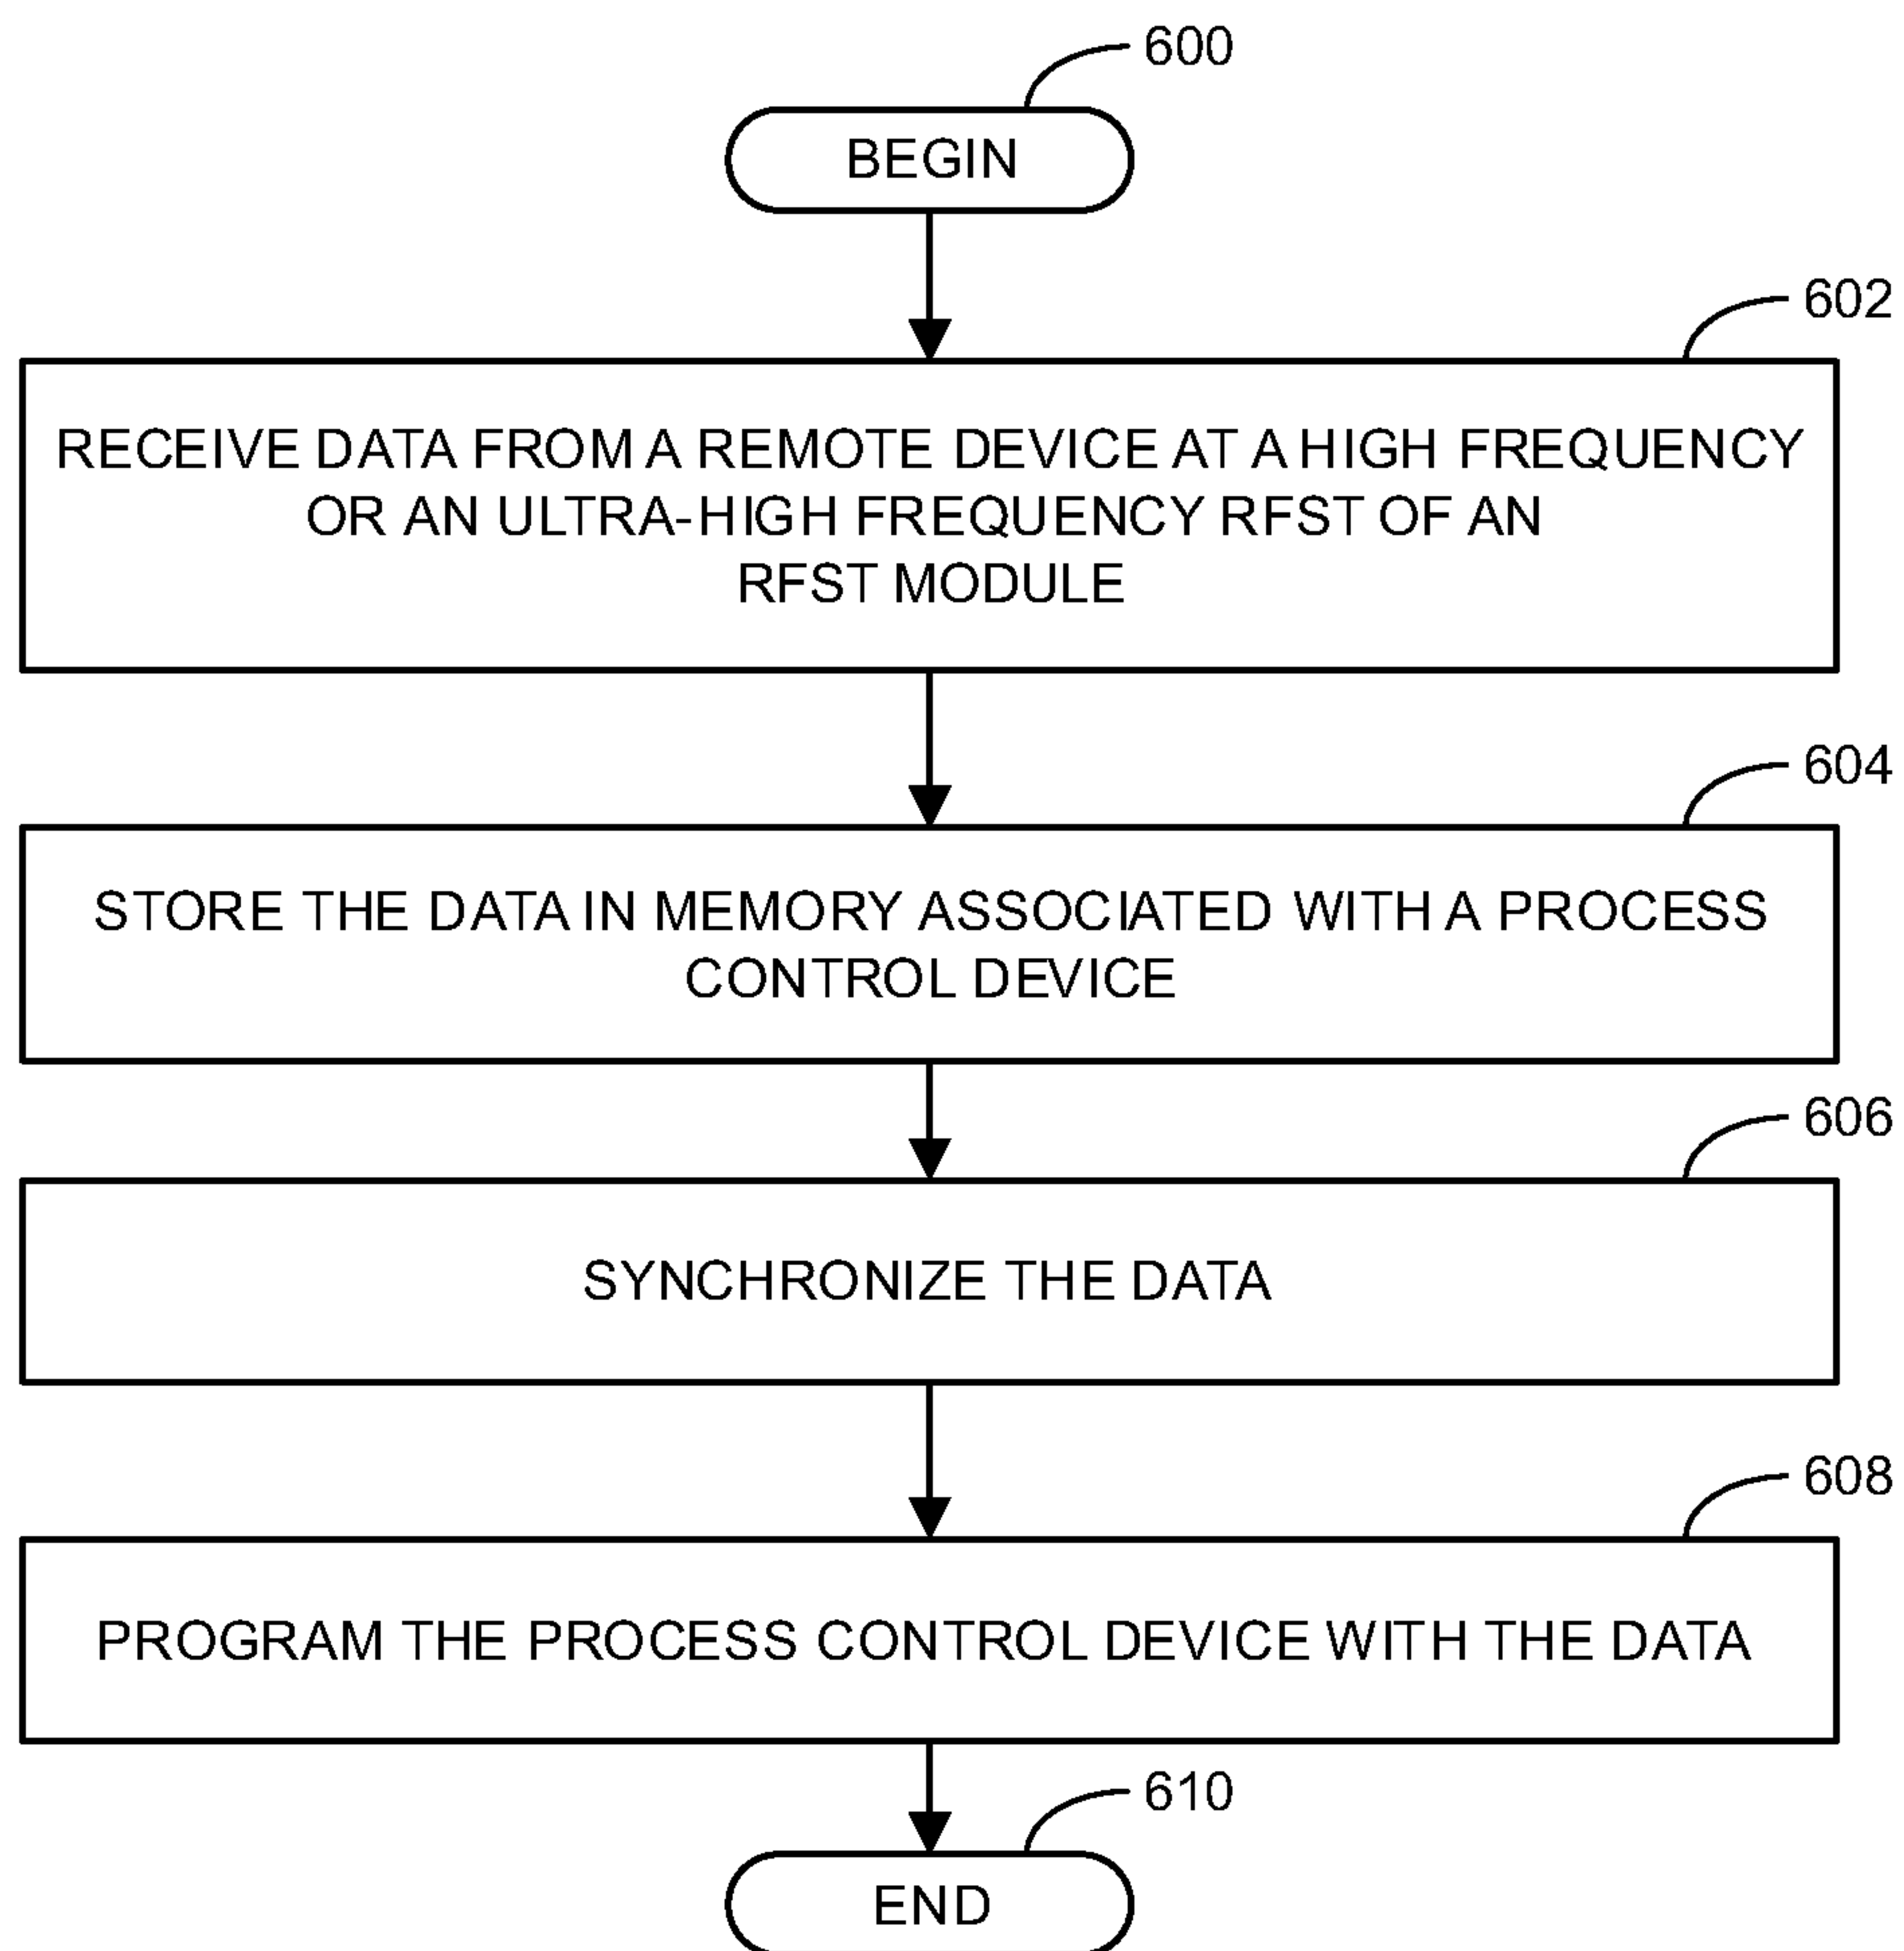 600
BEGIN
602
RECEIVE DATA FROM A REMOTE DEVICE AT A HIGH FREQUENCY
OR AN ULTRA-HIGH FREQUENCY RFST OF AN
RFST MODULE
604
STORE THE DATA IN MEMORY ASSOCIATED WITH A PROCESS
CONTROL DEVICE
606
SYNCHRONIZE THE DATA
608
PROGRAM THE PROCESS CONTROL DEVICE WITH THE DATA
610
END